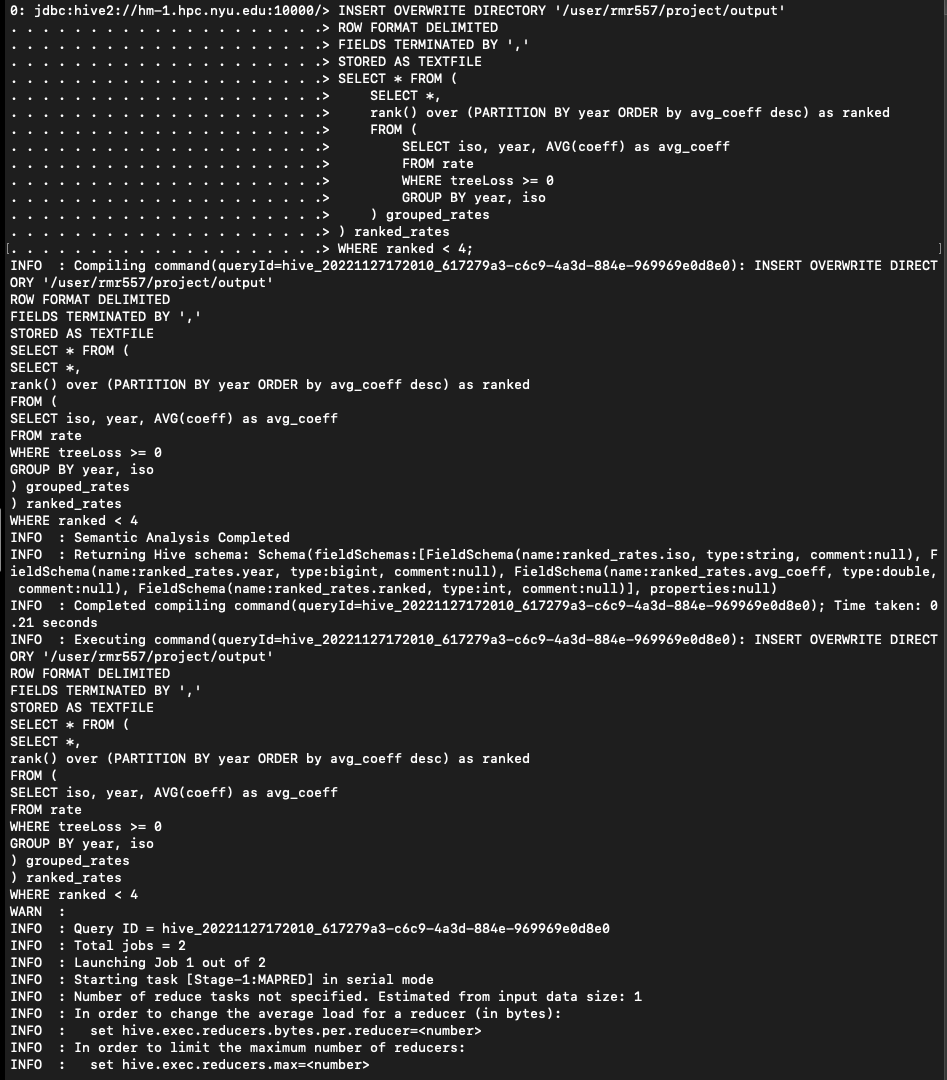 0: jdbc:hive2://hm-1.hpc.nyu.edu:10000/> INSERT OVERWRITE DIRECTORY '/user/rmr557/project/output'
. . . . . . . . . . . . . . . . . . . .> ROW FORMAT DELIMITED
. . . . . . . . . . . . . . . . . . . .> FIELDS TERMINATED BY ','
. . . . . . . . . . . . . . . . . . . .> STORED AS TEXTFILE
. . . . . . . . . . . . . . . . . . . .> SELECT * FROM (
. . . . . . . . . . . . . . . . . . . .>     SELECT *,
. . . . . . . . . . . . . . . . . . . .>     rank() over (PARTITION BY year ORDER by avg_coeff desc) as ranked
. . . . . . . . . . . . . . . . . . . .>     FROM (
. . . . . . . . . . . . . . . . . . . .>         SELECT iso, year, AVG(coeff) as avg_coeff
. . . . . . . . . . . . . . . . . . . .>         FROM rate
. . . . . . . . . . . . . . . . . . . .>         WHERE treeLoss >= 0
. . . . . . . . . . . . . . . . . . . .>         GROUP BY year, iso
. . . . . . . . . . . . . . . . . . . .>     ) grouped_rates
. . . . . . . . . . . . . . . . . . . .> ) ranked_rates
[. . . . . . . . . . . . . . . . . . . .> WHERE ranked < 4; ]
INFO  : Compiling command(queryId=hive_20221127172010_617279a3-c6c9-4a3d-884e-969969e0d8e0): INSERT OVERWRITE DIRECT
ORY '/user/rmr557/project/output'
ROW FORMAT DELIMITED
FIELDS TERMINATED BY ','
STORED AS TEXTFILE
SELECT * FROM (
SELECT *,
rank() over (PARTITION BY year ORDER by avg_coeff desc) as ranked
FROM (
SELECT iso, year, AVG(coeff) as avg_coeff
FROM rate
WHERE treeLoss >= 0
GROUP BY year, iso
) grouped_rates
) ranked_rates
WHERE ranked < 4
INFO  : Semantic Analysis Completed
INFO  : Returning Hive schema: Schema(fieldSchemas:[FieldSchema(name:ranked_rates.iso, type:string, comment:null), F
ieldSchema(name:ranked_rates.year, type:bigint, comment:null), FieldSchema(name:ranked_rates.avg_coeff, type:double,
 comment:null), FieldSchema(name:ranked_rates.ranked, type:int, comment:null)], properties:null)
INFO  : Completed compiling command(queryId=hive_20221127172010_617279a3-c6c9-4a3d-884e-969969e0d8e0); Time taken: 0
.21 seconds
INFO  : Executing command(queryId=hive_20221127172010_617279a3-c6c9-4a3d-884e-969969e0d8e0): INSERT OVERWRITE DIRECT
ORY '/user/rmr557/project/output'
ROW FORMAT DELIMITED
FIELDS TERMINATED BY ','
STORED AS TEXTFILE
SELECT * FROM (
SELECT *,
rank() over (PARTITION BY year ORDER by avg_coeff desc) as ranked
FROM (
SELECT iso, year, AVG(coeff) as avg_coeff
FROM rate
WHERE treeLoss >= 0
GROUP BY year, iso
) grouped_rates
) ranked_rates
WHERE ranked < 4
WARN  :
INFO  : Query ID = hive_20221127172010_617279a3-c6c9-4a3d-884e-969969e0d8e0
INFO  : Total jobs = 2
INFO  : Launching Job 1 out of 2
INFO  : Starting task [Stage-1:MAPRED] in serial mode
INFO  : Number of reduce tasks not specified. Estimated from input data size: 1
INFO  : In order to change the average load for a reducer (in bytes):
INFO  :   set hive.exec.reducers.bytes.per.reducer=<number>
INFO  : In order to limit the maximum number of reducers:
INFO  :   set hive.exec.reducers.max=<number>